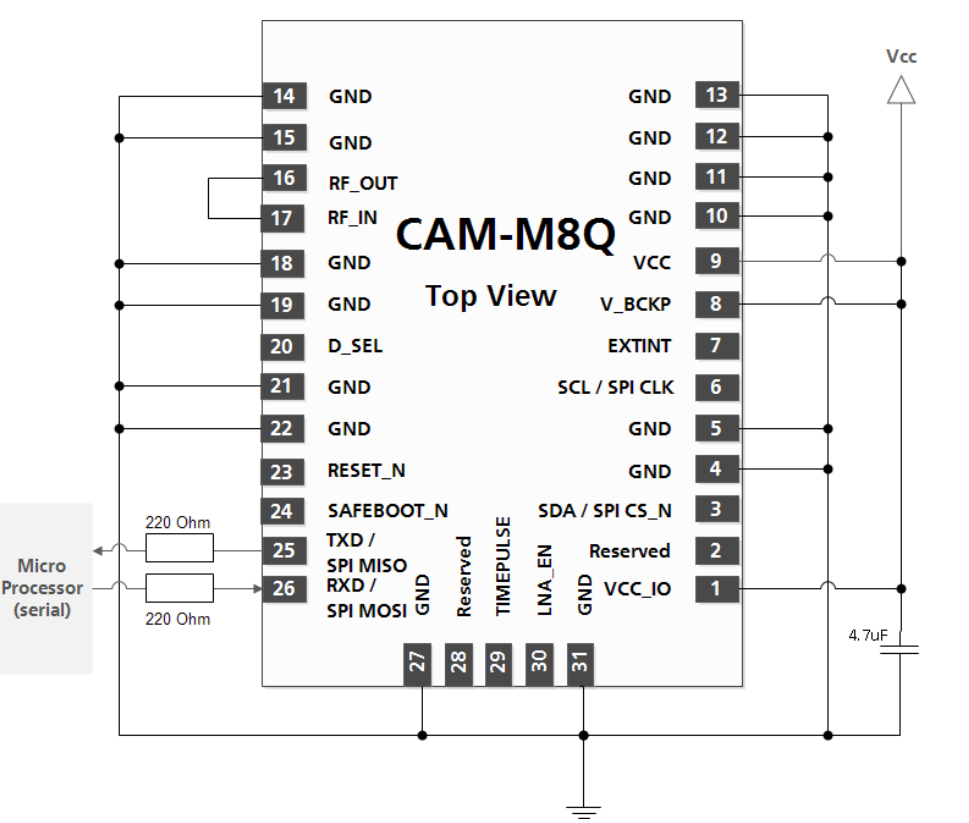 Vcc
14 GND
GND 13
15 GND
GND 12
16 RF_OUT
GND 11
17 RF_IN
GND 10
CAM-M8Q
Top View
18 GND
VCC 9
19 GND
V_BCKP 8
20 D_SEL
EXTINT 7
21 GND
SCL / SPI CLK 6
22 GND
GND 5
23 RESET_N
GND 4
24 SAFEBOOT_N
SDA / SPI CS_N 3
25 TXD /
SPI MISO
Reserved 2
26 RXD /
SPI MOSI
VCC_IO 1
220 Ohm
220 Ohm
Micro
Processor
(serial)
GND
Reserved
TIMEPULSE
LNA_EN
GND
27
28
29
30
31
4.7uF